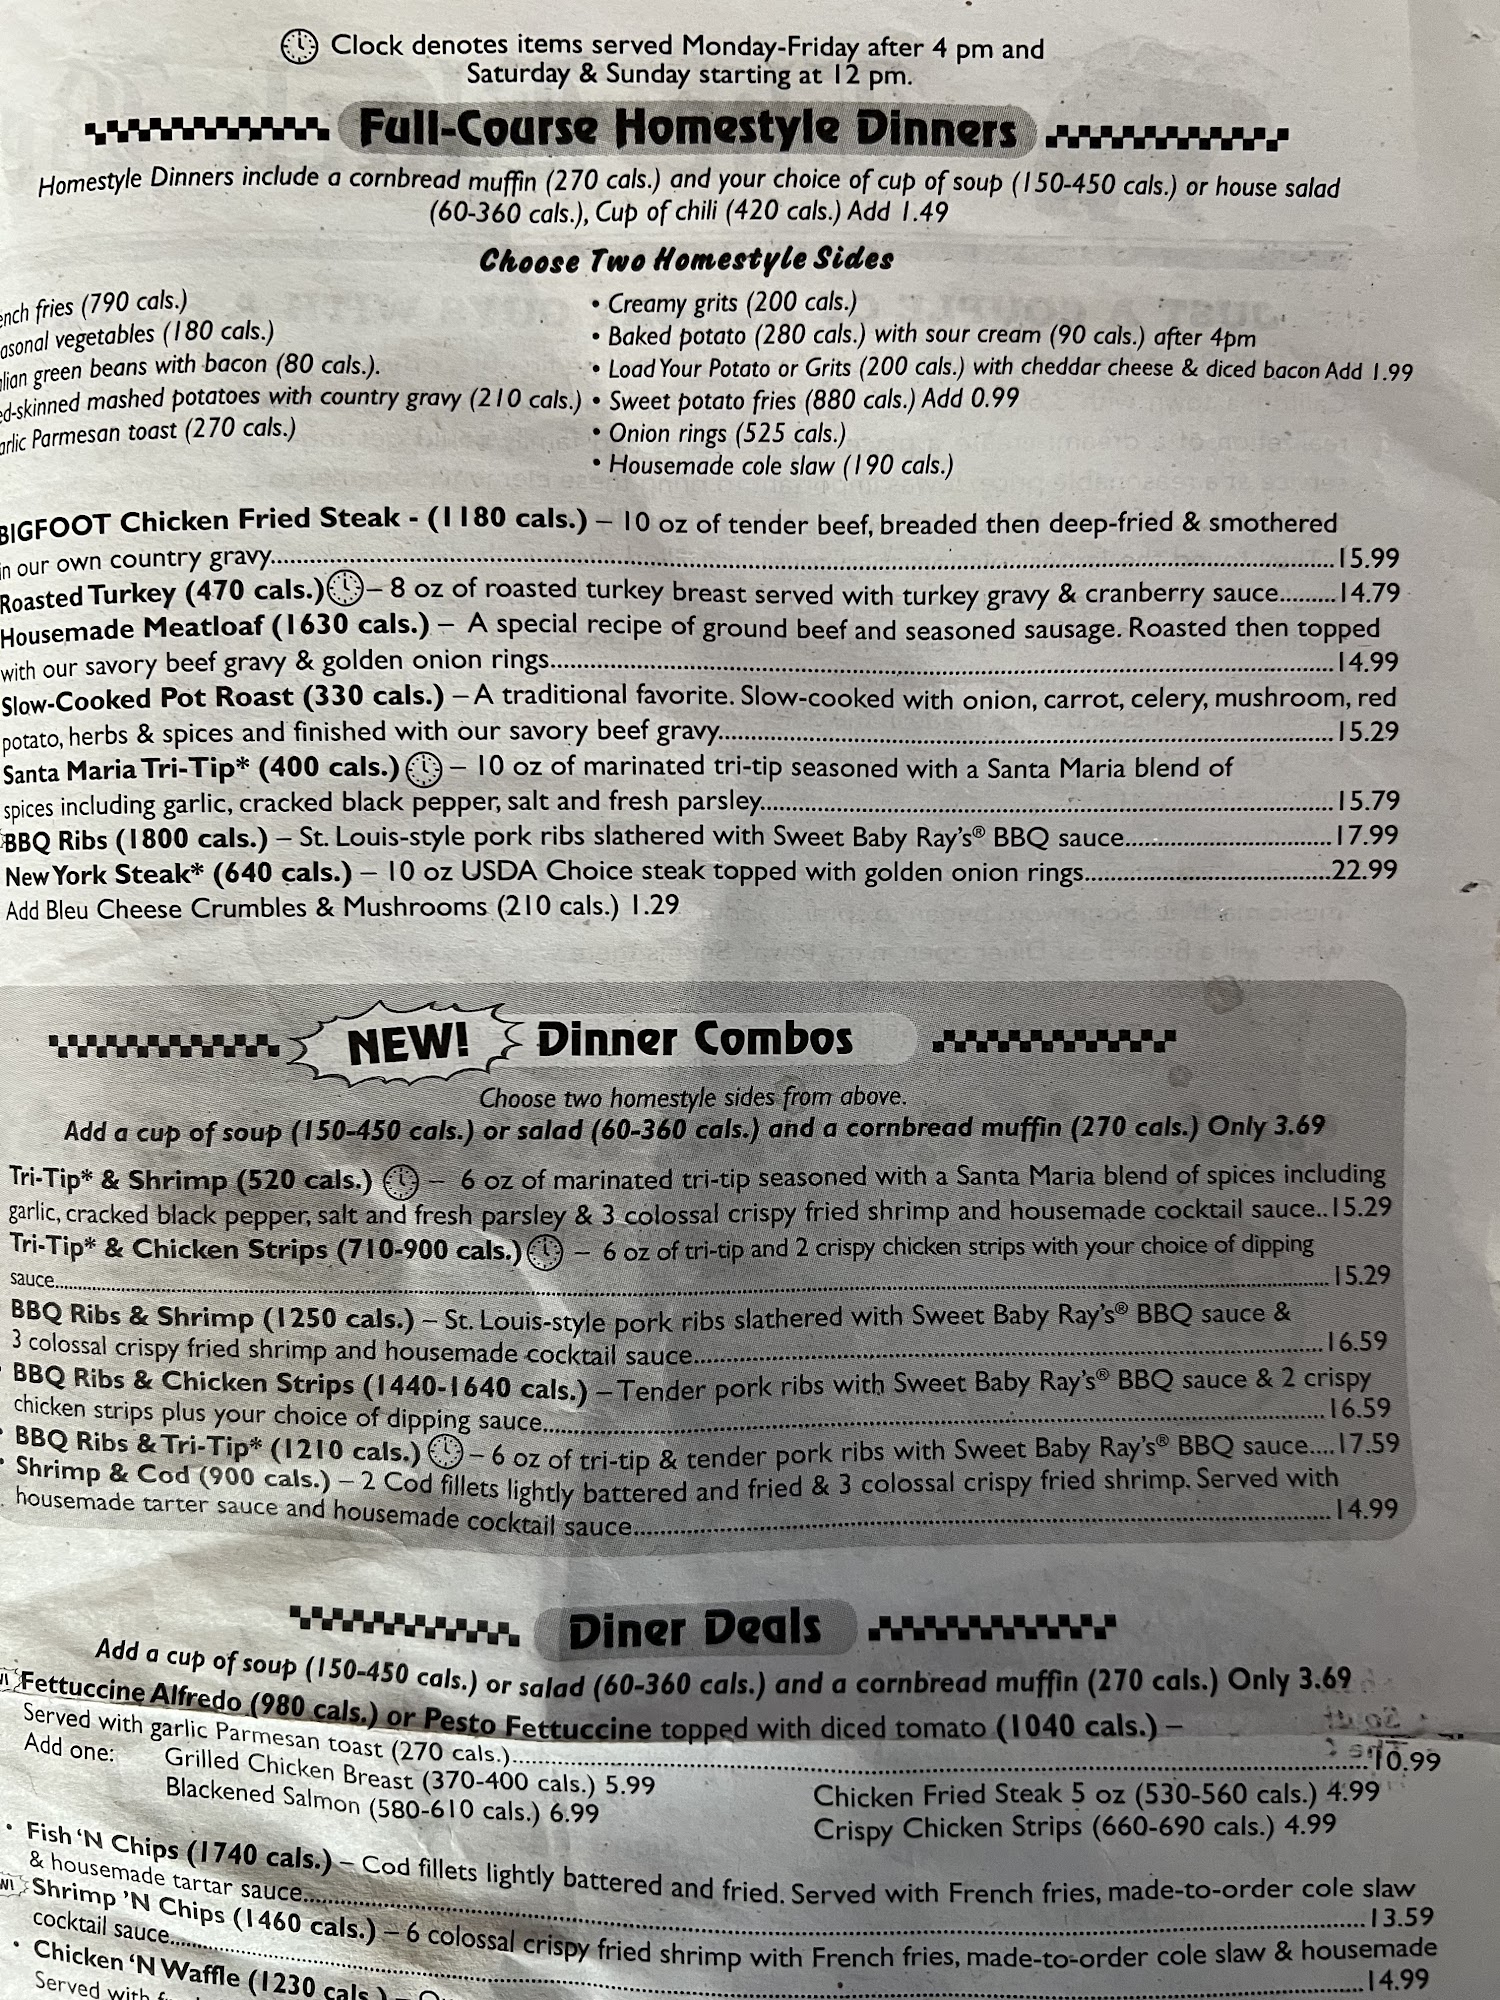 Clock denotes items served Monday-Friday after 4 pm and
Saturday & Sunday starting at 12 pm.
Full-Course Homestyle Dinners
Homestyle Dinners include a cornbread muffin (270 cals.) and your choice of cup of soup (150-450 cals.) or house salad
(60-360 cals.), Cup of chili (420 cals.) Add 1.49
Choose Two Homestyle Sides
ench fries (790 cals.)
asonal vegetables (180 cals.)
lian green beans with bacon (80 cals.).
ed-skinned mashed potatoes with country gravy (210 cals.)
arlic Parmesan toast (270 cals.)
• Creamy grits (200 cals.)
• Baked potato (280 cals.) with sour cream (90 cals.) after 4pm
• Load Your Potato or Grits (200 cals.) with cheddar cheese & diced bacon Add 1.99
• Sweet potato fries (880 cals.) Add 0.99
• Onion rings (525 cals.)
• Housemade cole slaw (190 cals.)
BIGFOOT Chicken Fried Steak - (1180 cals.) – 10 oz of tender beef, breaded then deep-fried & smothered
in our own country gravy...15.99
Roasted Turkey (470 cals.) – 8 oz of roasted turkey breast served with turkey gravy & cranberry sauce.........14.79
Housemade Meatloaf (1630 cals.) – A special recipe of ground beef and seasoned sausage. Roasted then topped
with our savory beef gravy & golden onion rings...14.99
Slow-Cooked Pot Roast (330 cals.) – A traditional favorite. Slow-cooked with onion, carrot, celery, mushroom, red
potato, herbs & spices and finished with our savory beef gravy...15.29
Santa Maria Tri-Tip* (400 cals.) – 10 oz of marinated tri-tip seasoned with a Santa Maria blend of
spices including garlic, cracked black pepper, salt and fresh parsley...15.79
BBQ Ribs (1800 cals.) – St. Louis-style pork ribs slathered with Sweet Baby Ray's® BBQ sauce...17.99
New York Steak* (640 cals.) – 10 oz USDA Choice steak topped with golden onion rings...22.99
Add Bleu Cheese Crumbles & Mushrooms (210 cals.) 1.29
NEW! Dinner Combos
Choose two homestyle sides from above.
Add a cup of soup (150-450 cals.) or salad (60-360 cals.) and a cornbread muffin (270 cals.) Only 3.69
Tri-Tip* & Shrimp (520 cals.) – 6 oz of marinated tri-tip seasoned with a Santa Maria blend of spices including
garlic, cracked black pepper, salt and fresh parsley & 3 colossal crispy fried shrimp and housemade cocktail sauce..15.29
Tri-Tip* & Chicken Strips (710-900 cals.) – 6 oz of tri-tip and 2 crispy chicken strips with your choice of dipping
sauce...15.29
BBQ Ribs & Shrimp (1250 cals.) – St. Louis-style pork ribs slathered with Sweet Baby Ray's® BBQ sauce &
3 colossal crispy fried shrimp and housemade cocktail sauce...16.59
BBQ Ribs & Chicken Strips (1440-1640 cals.) – Tender pork ribs with Sweet Baby Ray's® BBQ sauce & 2 crispy
chicken strips plus your choice of dipping sauce...16.59
• BBQ Ribs & Tri-Tip* (1210 cals.) – 6 oz of tri-tip & tender pork ribs with Sweet Baby Ray's® BBQ sauce....17.59
• Shrimp & Cod (900 cals.) – 2 Cod fillets lightly battered and fried & 3 colossal crispy fried shrimp. Served with
housemade tarter sauce and housemade cocktail sauce...14.99
Diner Deals
Add a cup of soup (150-450 cals.) or salad (60-360 cals.) and a cornbread muffin (270 cals.) Only 3.69
Fettuccine Alfredo (980 cals.) or Pesto Fettuccine topped with diced tomato (1040 cals.) –
Served with garlic Parmesan toast (270 cals.)...10.99
Add one: Grilled Chicken Breast (370-400 cals.) 5.99
Blackened Salmon (580-610 cals.) 6.99
Chicken Fried Steak 5 oz (530-560 cals.) 4.99
Crispy Chicken Strips (660-690 cals.) 4.99
• Fish 'N Chips (1740 cals.) – Cod fillets lightly battered and fried. Served with French fries, made-to-order cole slaw
& housemade tartar sauce...13.59
Shrimp 'N Chips (1460 cals.) – 6 colossal crispy fried shrimp with French fries, made-to-order cole slaw & housemade
cocktail sauce...14.99
• Chicken 'N Waffle (1230 cals.) –
Served with